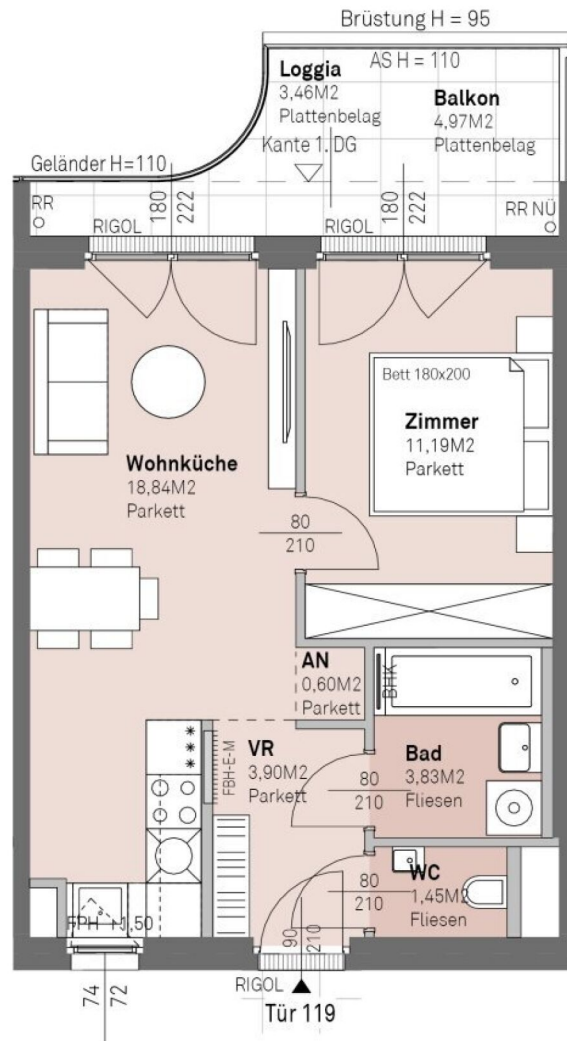 Brüstung H = 95
Loggia
3,46M2
Plattenbelag
AS H = 110
Balkon
4,97M2
Plattenbelag
Kante 1. DG
Geländer H=110
RR
RIGOL
180
222
RIGOL
180
222
RR NÜ
Bett 180x200
Zimmer
11,19M2
Parkett
Wohnküche
18,84M2
Parkett
80
210
AN
0,60M2
Parkett
BHK
VR
3,90M2
Parkett
FBH-E-M
Bad
3,83M2
Fliesen
80
210
WC
1,45M2
Fliesen
80
210
FPH -1,50
90
210
74
72
RIGOL
Tür 119